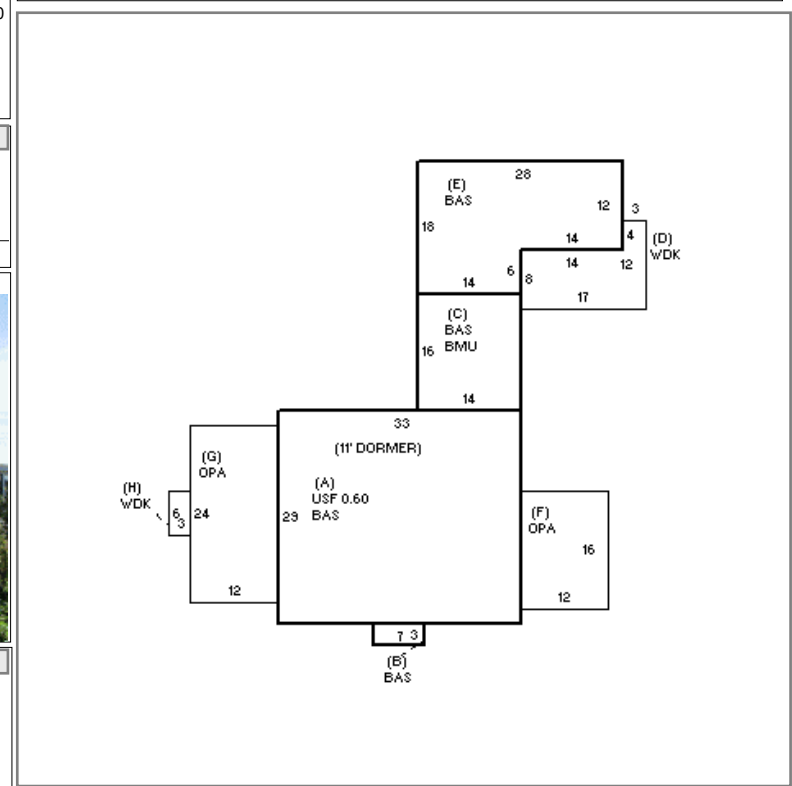 28
(E)
BAS
12
3
18
14
4
(D)
WDK
14
12
6
8
14
17
(C)
BAS
BMU
16
14
33
(11' DORMER)
(G)
OPA
(A)
USF 0.60
BAS
(H)
WDK
6
3
24
29
(F)
OPA
16
12
12
7 3
(B)
BAS